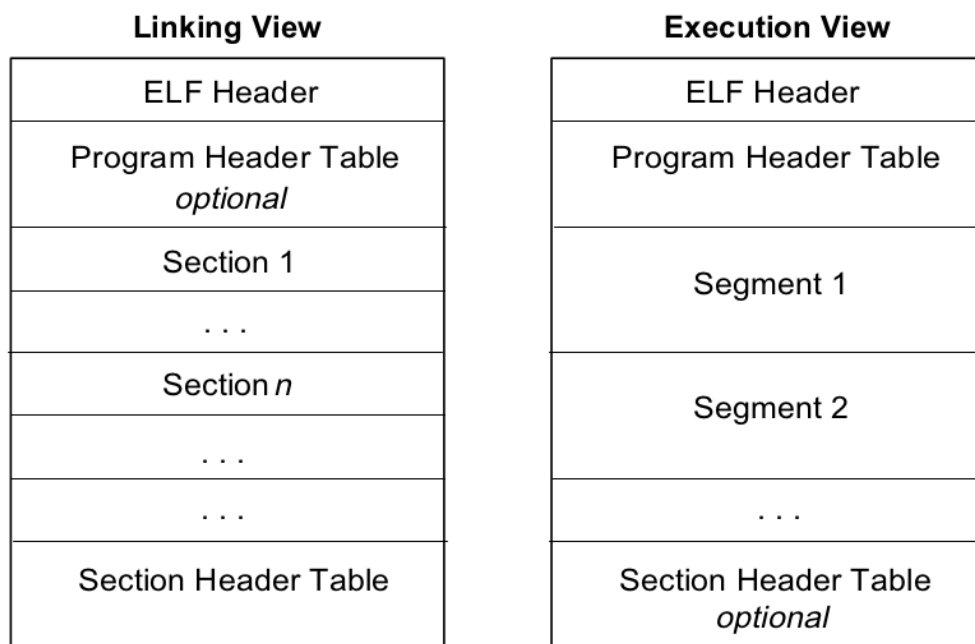 Linking View
ELF Header
Program Header Table
optional
Section 1
. . .
Section n
. . .
. . .
Section Header Table
Execution View
ELF Header
Program Header Table
Segment 1
Segment 2
. . .
Section Header Table
optional